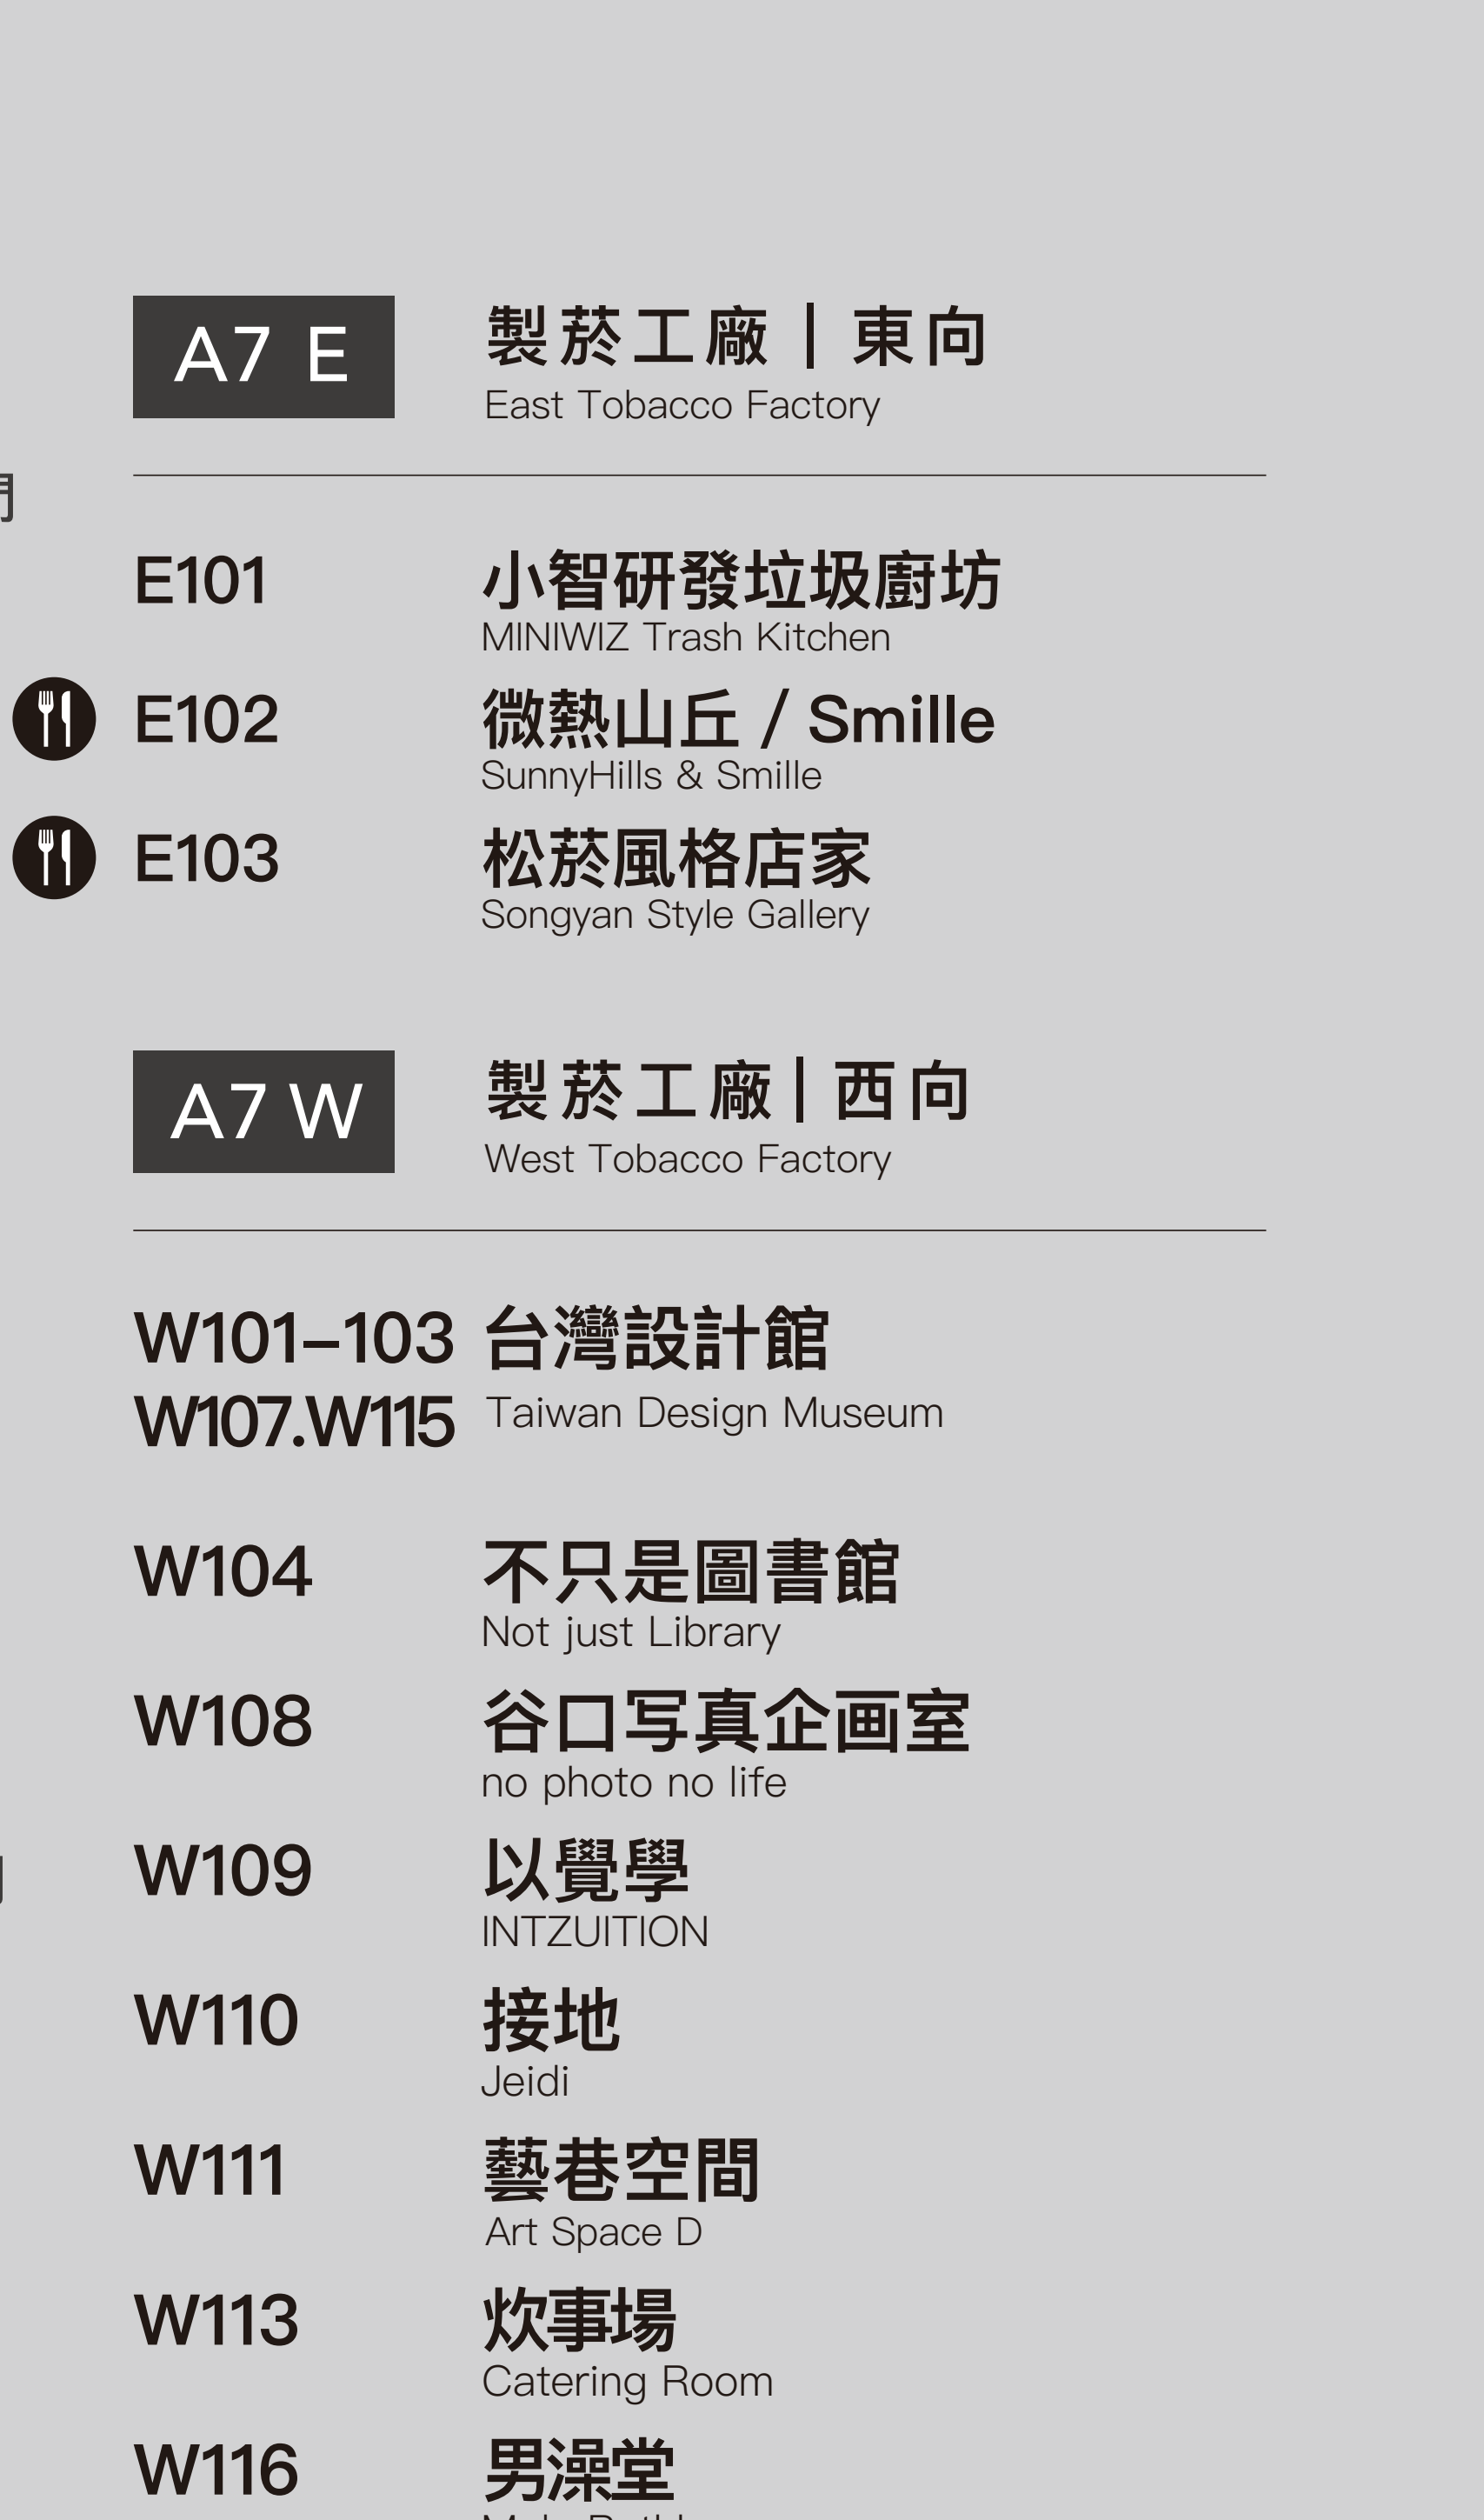 A7 E
製菸工廠 | 東向
East Tobacco Factory
E101
小智研發垃圾廚坊
MINIWIZ Trash Kitchen
E102
微熱山丘 / Smille
SunnyHills & Smille
E103
松菸風格店家
Songyan Style Gallery
A7 W
製菸工廠 | 西向
West Tobacco Factory
W101–103
台灣設計館
W107.W115
Taiwan Design Museum
W104
不只是圖書館
Not just Library
W108
谷口写真企画室
no photo no life
W109
以覺學
INTZUITION
W110
接地
Jeidi
W111
藝巷空間
Art Space D
W113
炊事場
Catering Room
W116
男澡堂